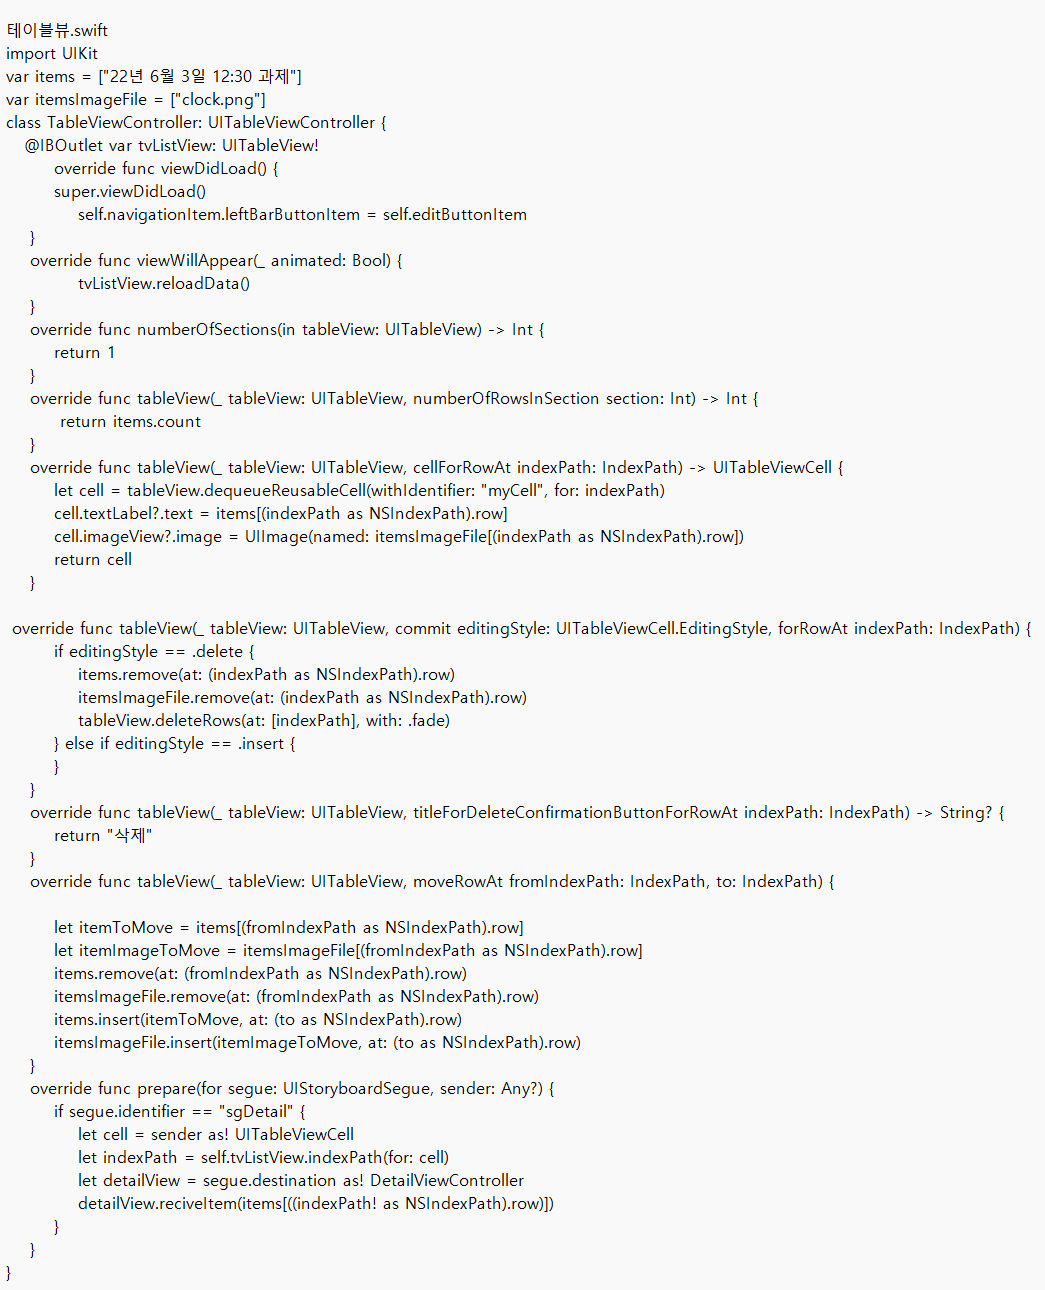 테이블뷰.swift
import UIKit
var items = ["22년 6월 3일 12:30 과제"]
var itemsImageFile = ["clock.png"]
class TableViewController: UITableViewController {
@IBOutlet var tvListView: UITableView!
override func viewDidLoad() {
super.viewDidLoad()
self.navigationItem.leftBarButtonItem = self.editButtonItem
}
override func viewWillAppear(_ animated: Bool) {
tvListView.reloadData()
}
override func numberOfSections(in tableView: UITableView) -> Int {
return 1
}
override func tableView(_ tableView: UITableView, numberOfRowsInSection section: Int) -> Int {
return items.count
}
override func tableView(_ tableView: UITableView, cellForRowAt indexPath: IndexPath) -> UITableViewCell {
let cell = tableView.dequeueReusableCell(withIdentifier: "myCell", for: indexPath)
cell.textLabel?.text = items[(indexPath as NSIndexPath).row]
cell.imageView?.image = UIImage(named: itemsImageFile[(indexPath as NSIndexPath).row])
return cell
}
override func tableView(_ tableView: UITableView, commit editingStyle: UITableViewCell.EditingStyle, forRowAt indexPath: IndexPath) {
if editingStyle == .delete {
items.remove(at: (indexPath as NSIndexPath).row)
itemsImageFile.remove(at: (indexPath as NSIndexPath).row)
tableView.deleteRows(at: [indexPath], with: .fade)
} else if editingStyle == .insert {
}
}
override func tableView(_ tableView: UITableView, titleForDeleteConfirmationButtonForRowAt indexPath: IndexPath) -> String? {
return "삭제"
}
override func tableView(_ tableView: UITableView, moveRowAt fromIndexPath: IndexPath, to: IndexPath) {
let itemToMove = items[(fromIndexPath as NSIndexPath).row]
let itemImageToMove = itemsImageFile[(fromIndexPath as NSIndexPath).row]
items.remove(at: (fromIndexPath as NSIndexPath).row)
itemsImageFile.remove(at: (fromIndexPath as NSIndexPath).row)
items.insert(itemToMove, at: (to as NSIndexPath).row)
itemsImageFile.insert(itemImageToMove, at: (to as NSIndexPath).row)
}
override func prepare(for segue: UIStoryboardSegue, sender: Any?) {
if segue.identifier == "sgDetail" {
let cell = sender as! UITableViewCell
let indexPath = self.tvListView.indexPath(for: cell)
let detailView = segue.destination as! DetailViewController
detailView.reciveItem(items[((indexPath! as NSIndexPath).row)])
}
}
}